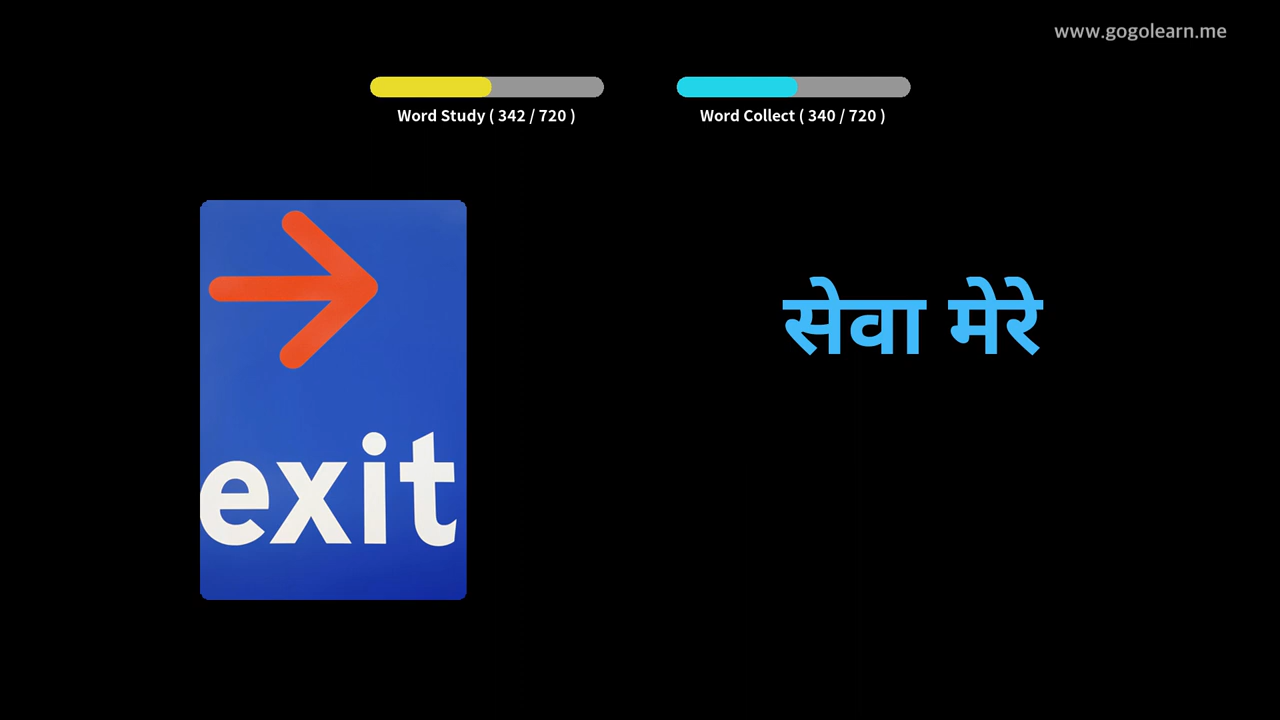 www.gogolearn.me
Word Study ( 342 / 720 )
Word Collect ( 340 / 720 )
exit
सेवा मेरे